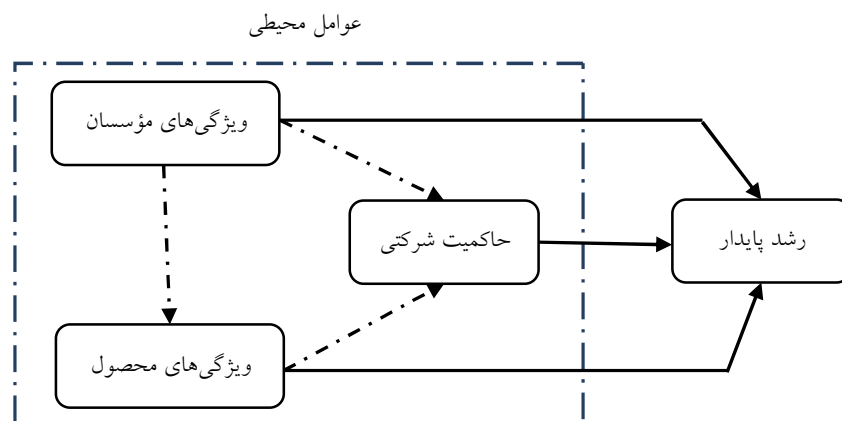 عوامل محیطی
ویژگی‌های مؤسسان
حاکمیت شرکتی
رشد پایدار
ویژگی‌های محصول